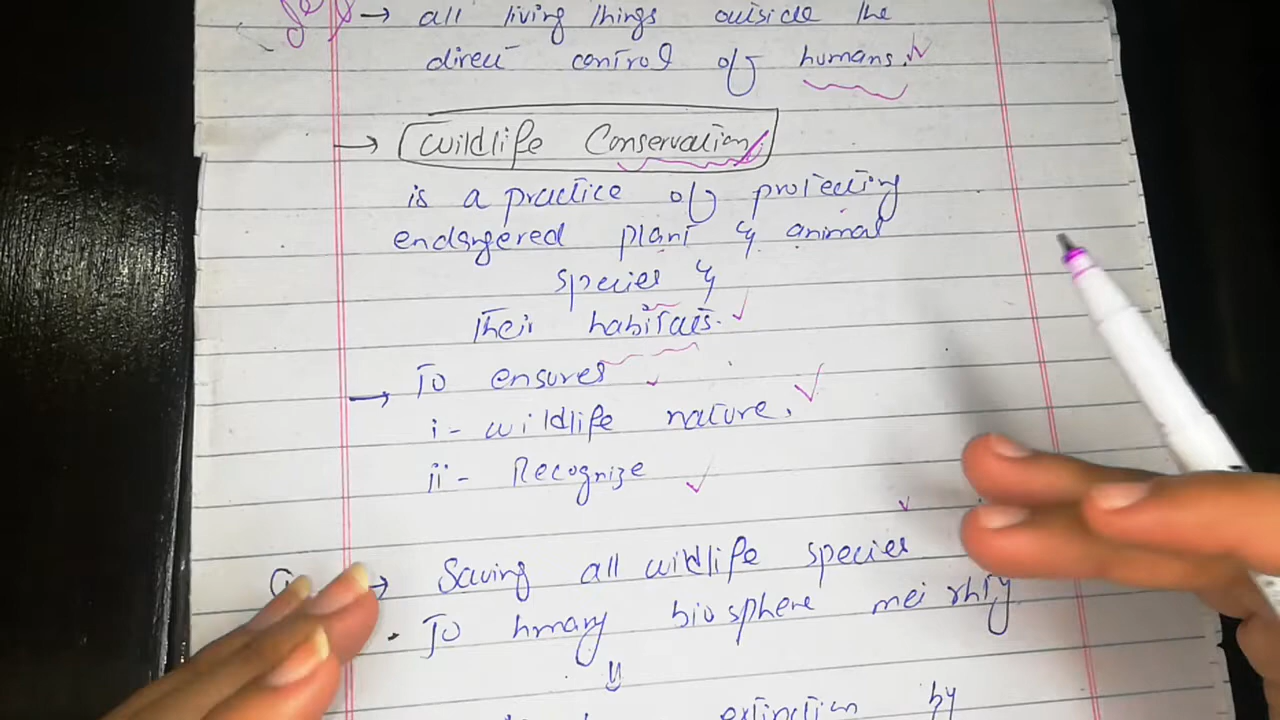 → all living things outside the
direct control of humans.
→ Wildlife Conservation
is a practice of protecting
endangered plant & animal
species &
Their habitats.
→ To ensures
i- wildlife nature.
ii- Recognize
→ Saving all wildlife species
To hmary biosphere mei rhty
extinction by